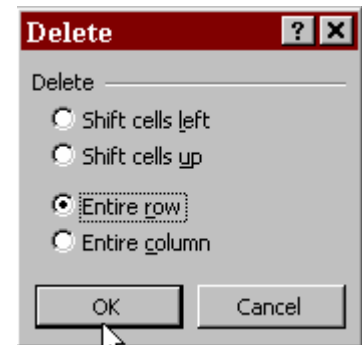 Delete ?
Delete
Shift cells left
Shift cells up
Entire row
Entire column
OK Cancel